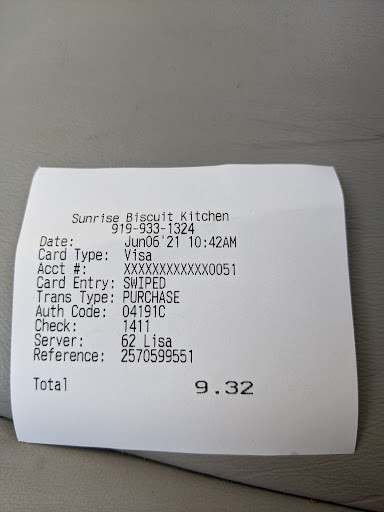 Sunrise Biscuit Kitchen
919-933-1324
Date: Jun06'21 10:42AM
Card Type: Visa
Acct #: XXXXXXXXXXXX0051
Card Entry: SWIPED
Trans Type: PURCHASE
Auth Code: 04191C
Check: 1411
Server: 62 Lisa
Reference: 2570599551
Total 9.32